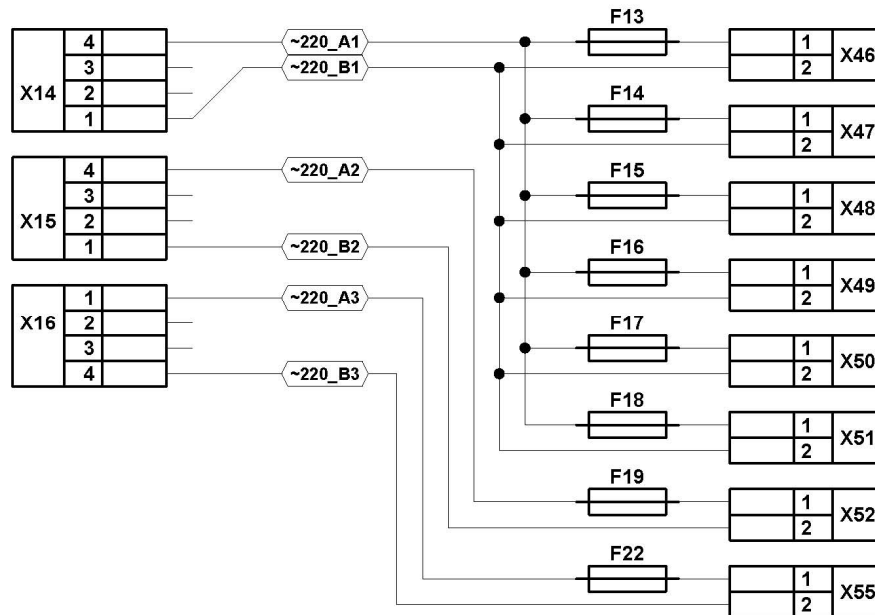 F13
4 ~220_A1 1
X14 3 ~220_B1 2 X46
2
1
F14
1
2 X47
X15 4 ~220_A2
3
2
1 ~220_B2
F15
1
2 X48
F16
1
2 X49
X16 1 ~220_A3
2
3
4 ~220_B3
F17
1
2 X50
F18
1
2 X51
F19
1
2 X52
F22
1
2 X55